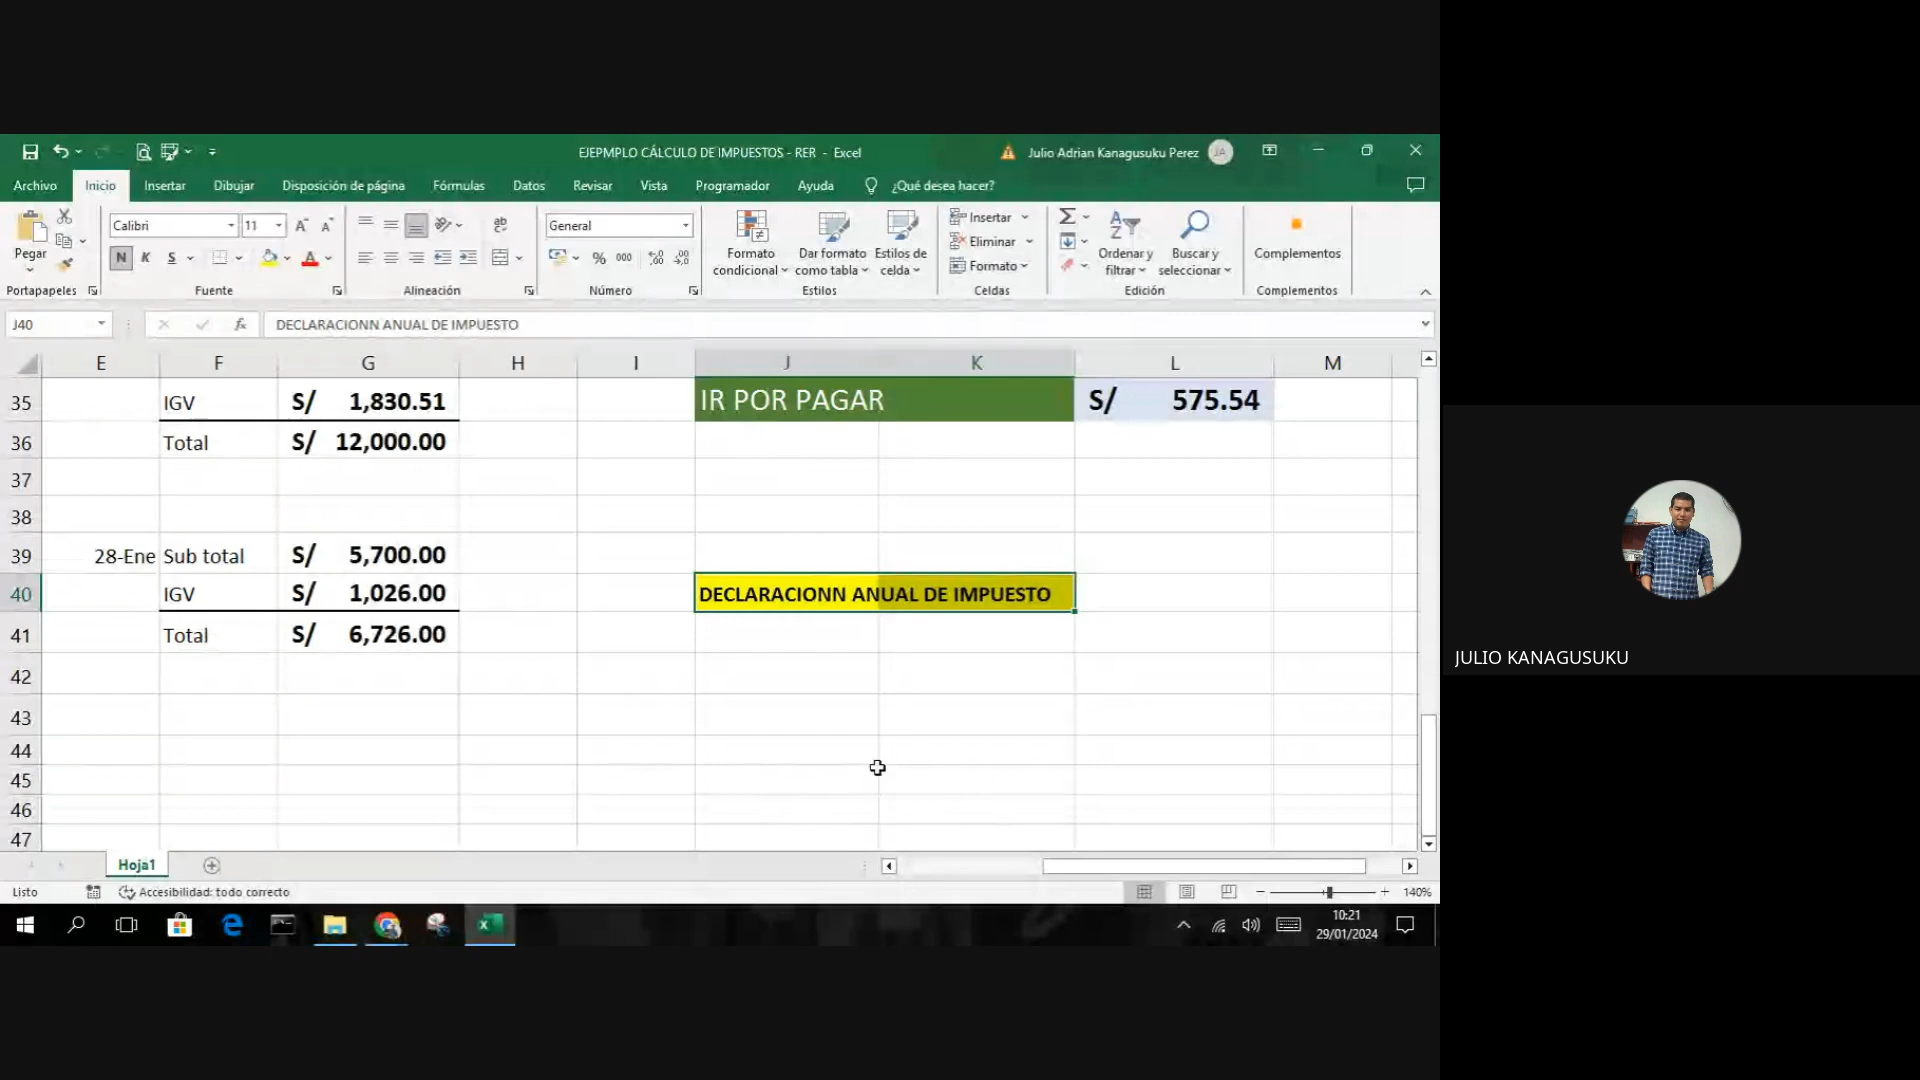 EJEPMPLO CÁLCULO DE IMPUESTOS - RER - Excel
Julio Adrian Kanagusuku Perez
JA
Archivo Inicio Insertar Dibujar Disposición de página Fórmulas Datos Revisar Vista Programador Ayuda ¿Qué desea hacer?
Pegar
Portapapeles
Calibri 11
N K S
Fuente
ab
Alineación
General
% 000
Número
Formato condicional
Dar formato como tabla
Estilos de celda
Estilos
Insertar
Eliminar
Formato
Celdas
Ordenar y filtrar
Buscar y seleccionar
Edición
Complementos
Complementos
J40 fx DECLARACIONN ANUAL DE IMPUESTO
E F G H I J K L M
35 IGV S/ 1,830.51 IR POR PAGAR S/ 575.54
36 Total S/ 12,000.00
37
38
39 28-Ene Sub total S/ 5,700.00
40 IGV S/ 1,026.00 DECLARACIONN ANUAL DE IMPUESTO
41 Total S/ 6,726.00
42
43
44
45
46
47
Hoja1
Listo Accesibilidad: todo correcto 140%
10:21
29/01/2024
JULIO KANAGUSUKU